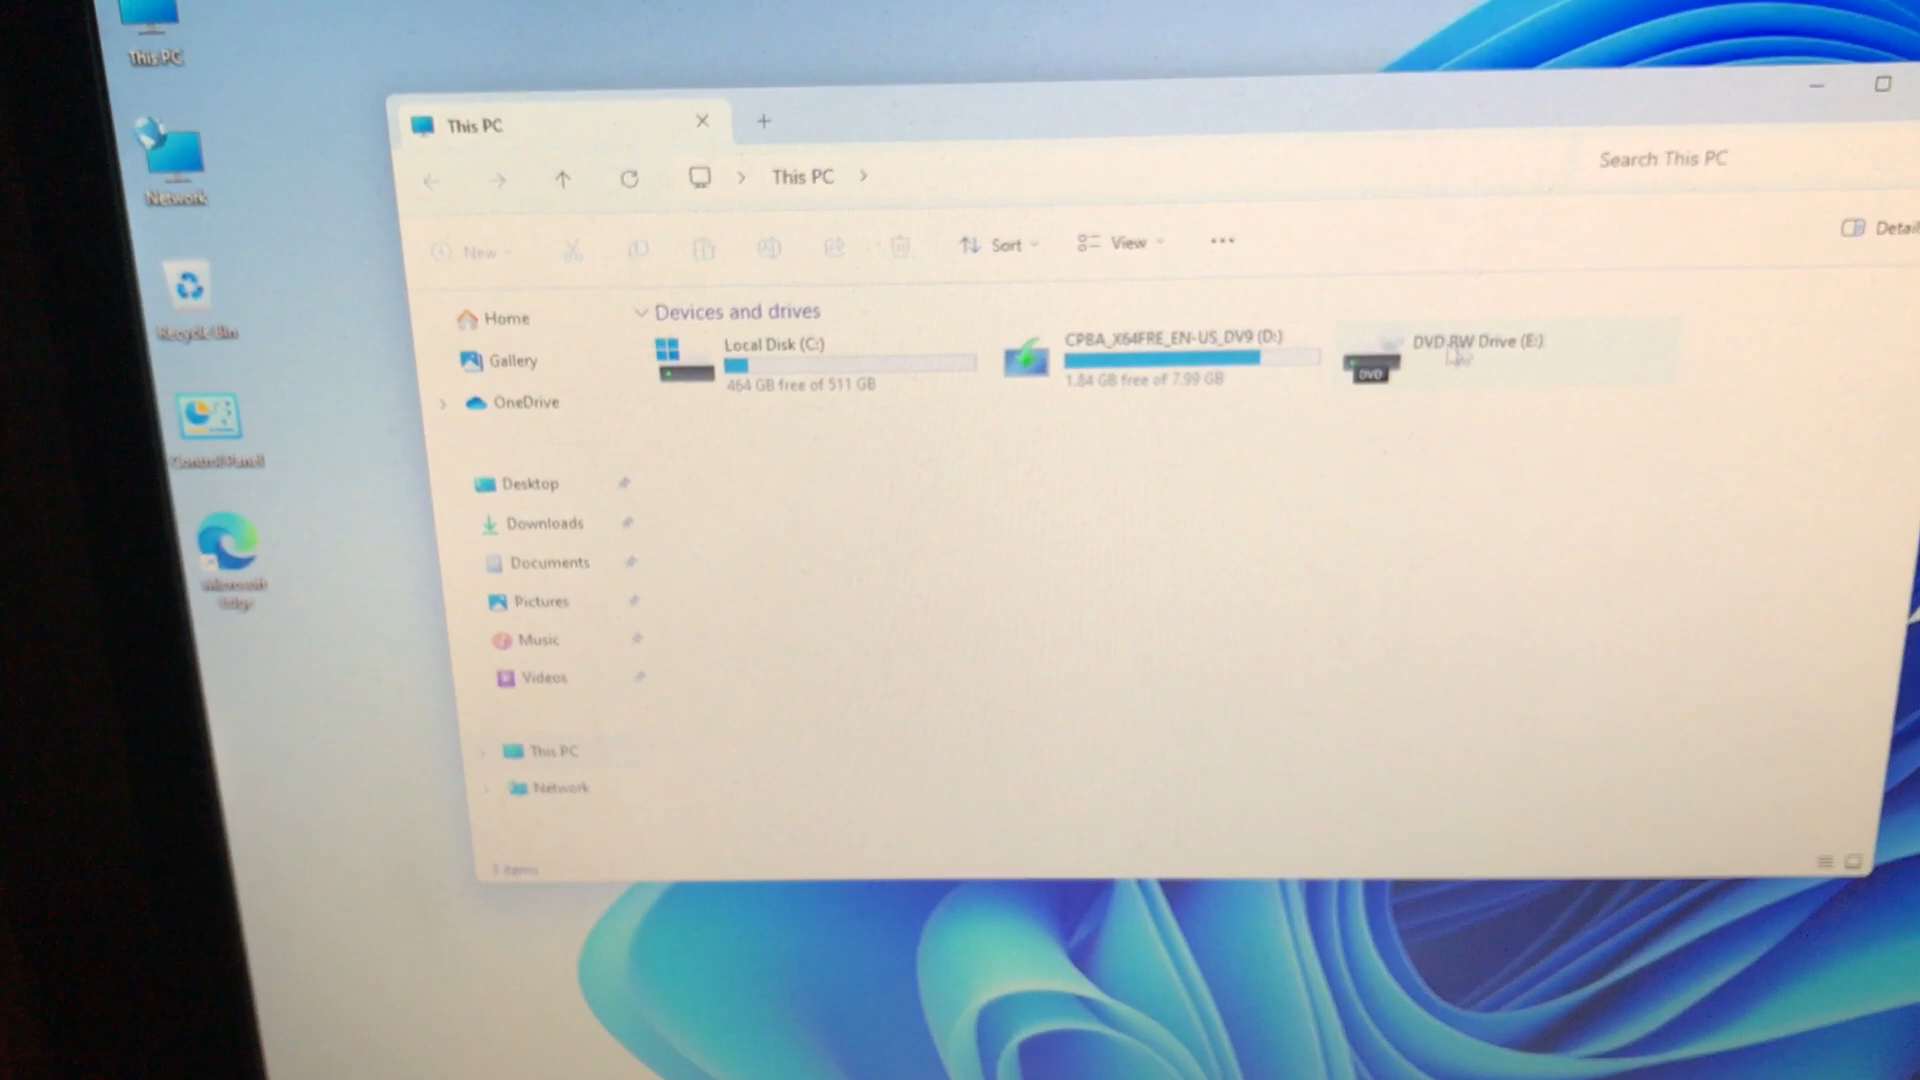 This PC
Network
Recycle Bin
Control Panel
Microsoft
Edge
This PC
This PC
Search This PC
New
Sort
View
Detail
Home
Gallery
OneDrive
Desktop
Downloads
Documents
Pictures
Music
Videos
This PC
Network
Devices and drives
Local Disk (C:)
464 GB free of 511 GB
CPBA_X64FRE_EN-US_DV9 (D:)
1.84 GB free of 7.99 GB
DVD RW Drive (E:)
DVD
3 items